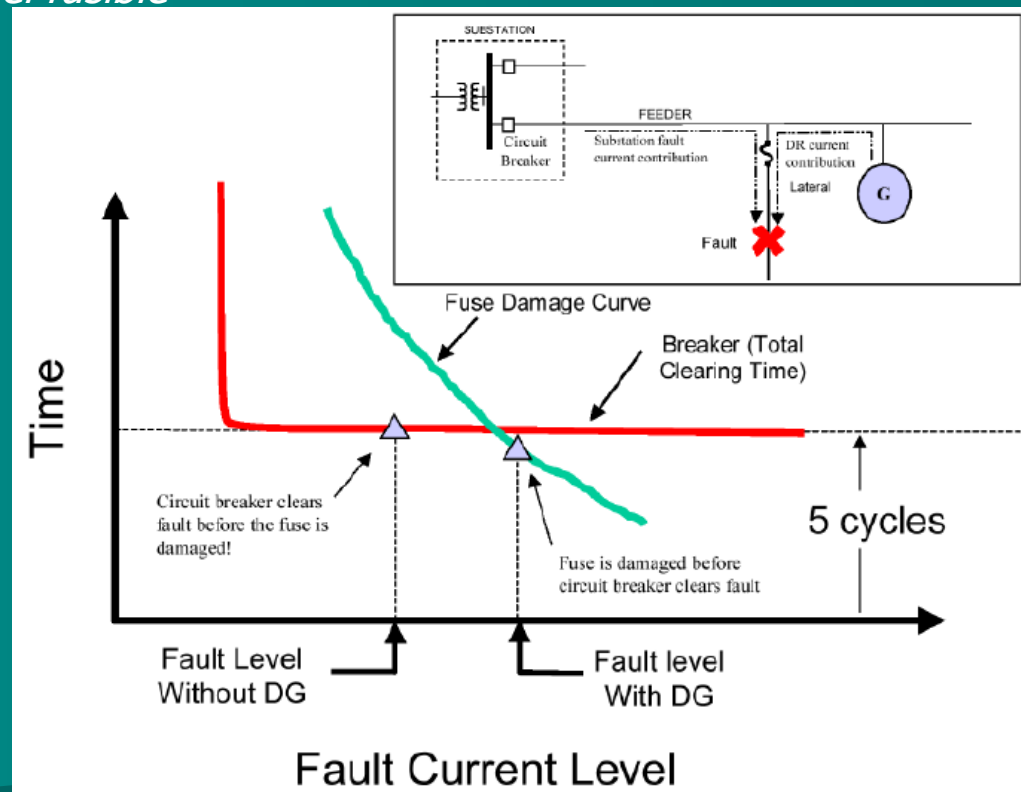 el fusible
SUBSTATION
FEEDER
Circuit
Breaker
Substation fault
current contribution
DR current
contribution
Lateral
G
Fault
Fuse Damage Curve
Breaker (Total
Clearing Time)
Time
Circuit breaker clears
fault before the fuse is
damaged!
5 cycles
Fuse is damaged before
circuit breaker clears fault
Fault Level
Without DG
Fault level
With DG
Fault Current Level